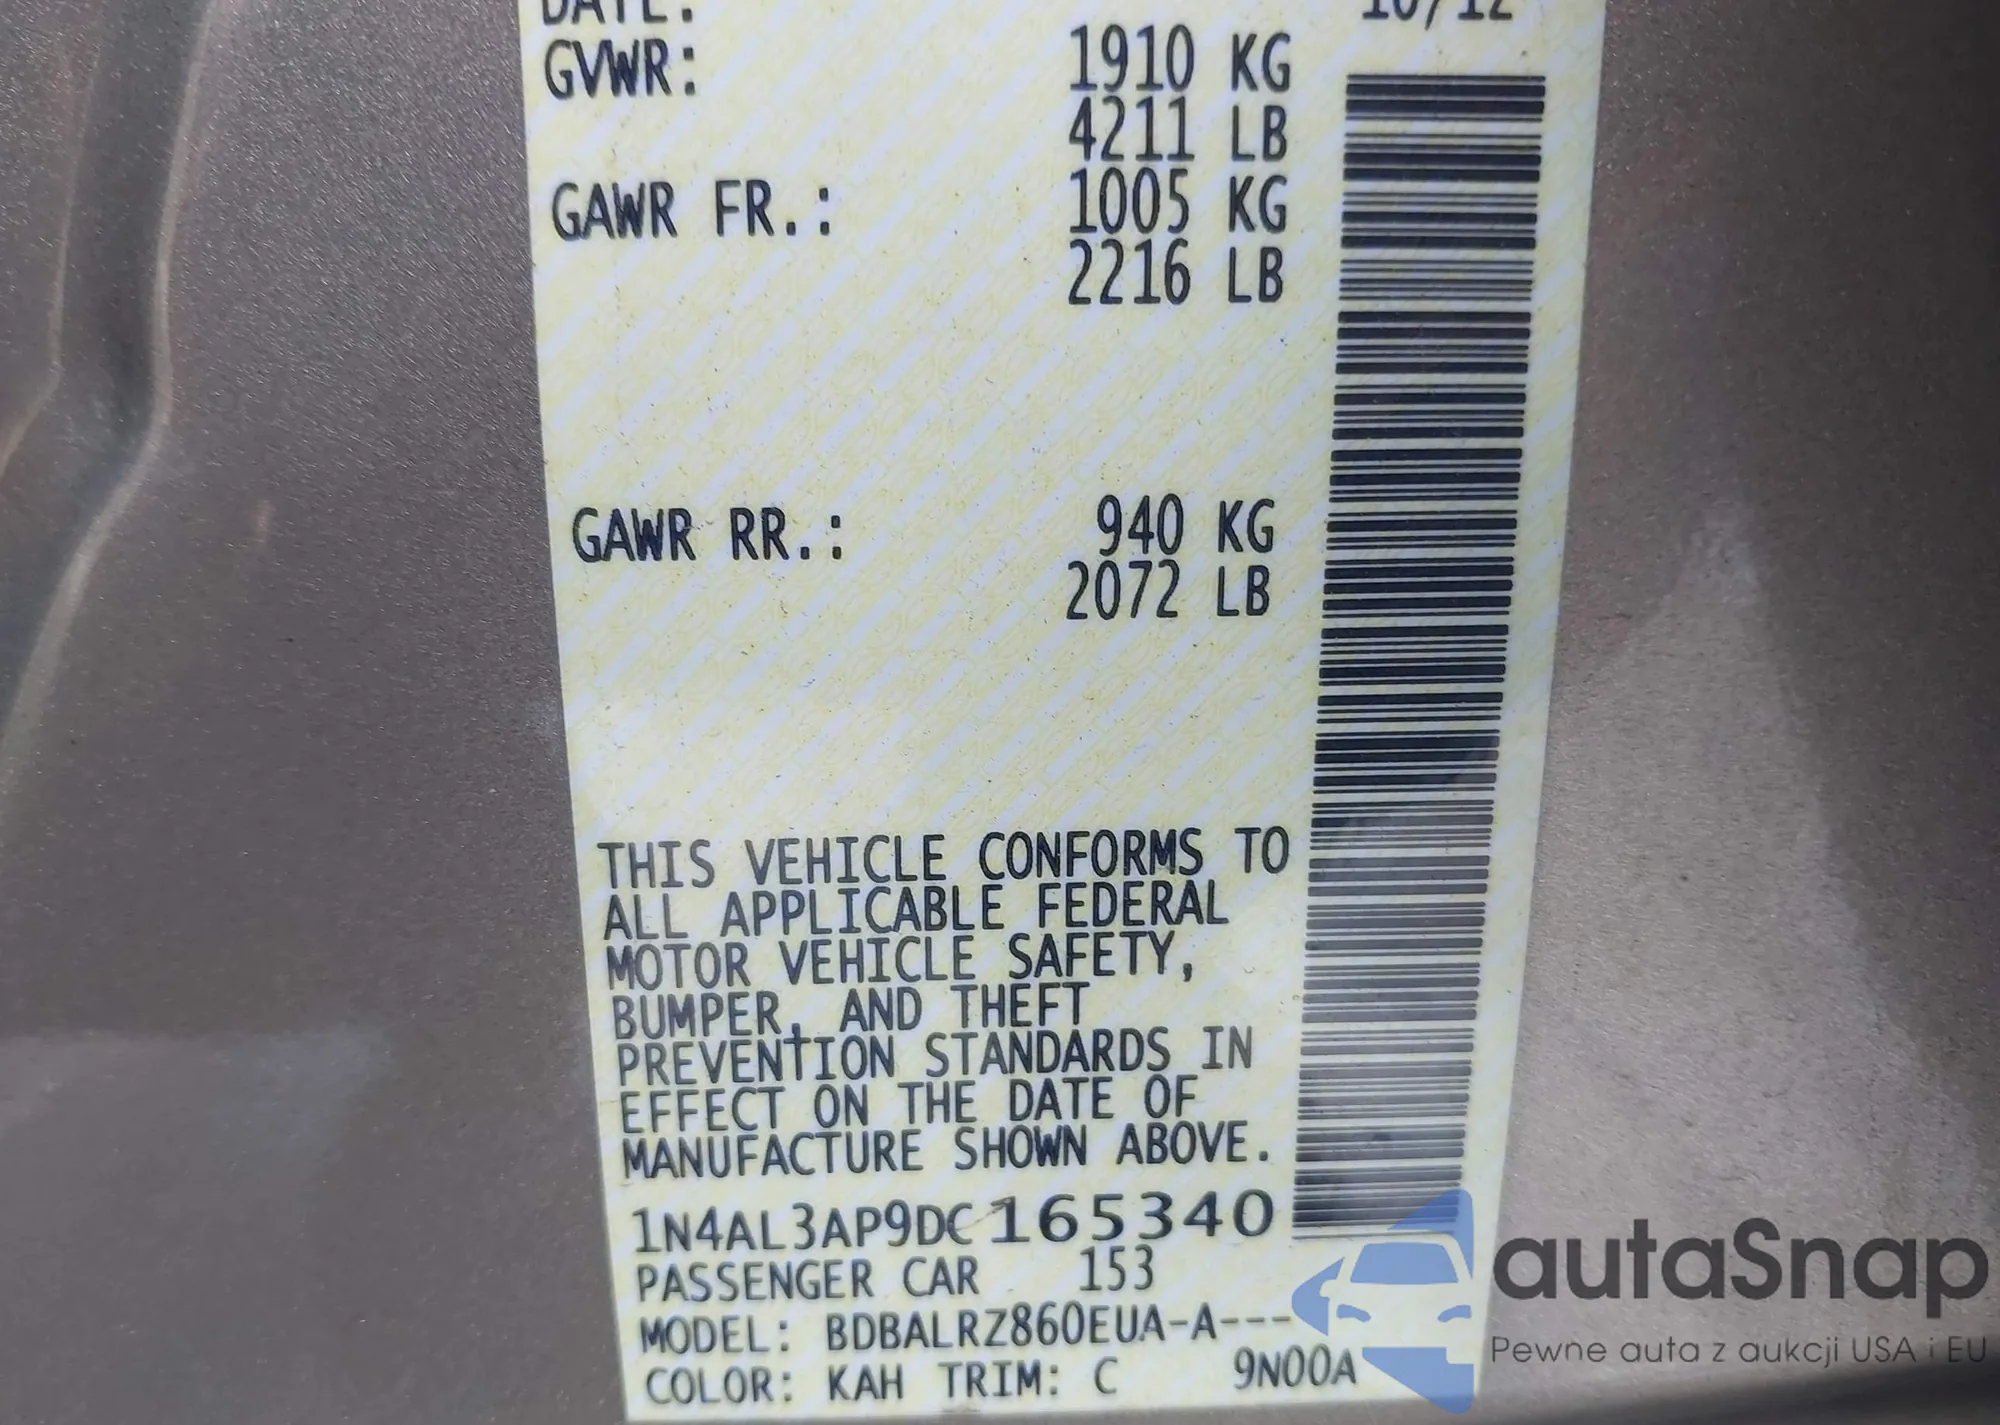 DATE: 10/12
GVWR: 1910 KG
4211 LB
GAWR FR.: 1005 KG
2216 LB
GAWR RR.: 940 KG
2072 LB
THIS VEHICLE CONFORMS TO
ALL APPLICABLE FEDERAL
MOTOR VEHICLE SAFETY,
BUMPER, AND THEFT
PREVENTION STANDARDS IN
EFFECT ON THE DATE OF
MANUFACTURE SHOWN ABOVE.
1N4AL3AP9DC165340
PASSENGER CAR 153
MODEL: BDBALRZ860EUA-A----
COLOR: KAH TRIM: C 9N00A
autaSnap
Pewne auta z aukcji USA i EU